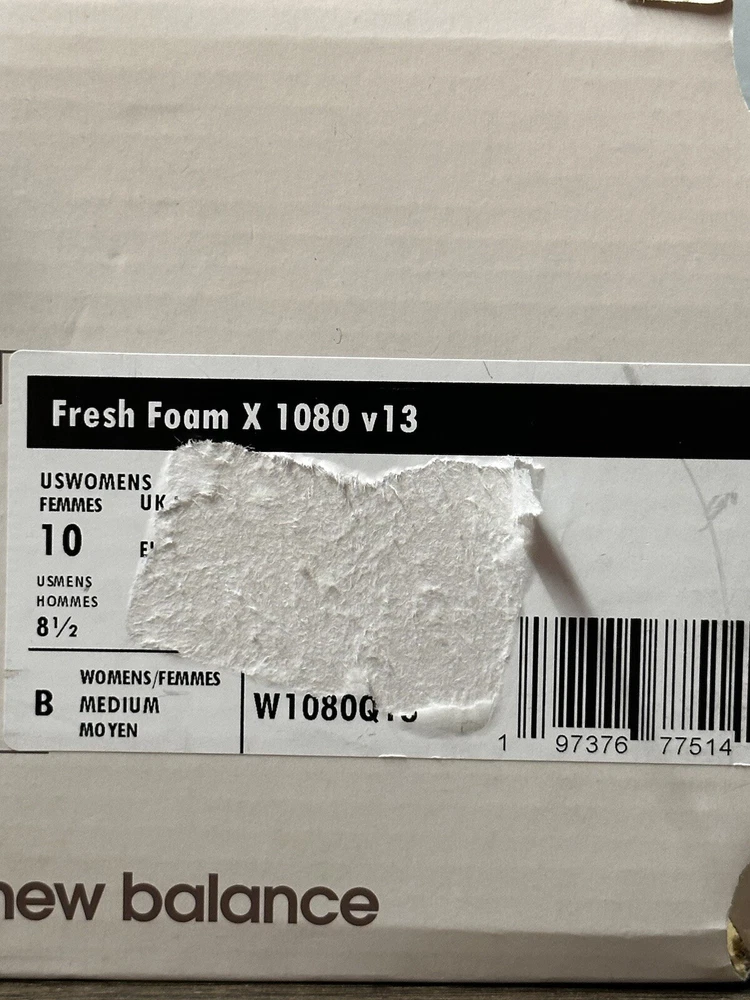 Fresh Foam X 1080 v13
USWOMENS
FEMMES
UK
10
USMENS
HOMMES
8½
B
WOMENS/FEMMES
MEDIUM
MOYEN
1 97376 77514
new balance